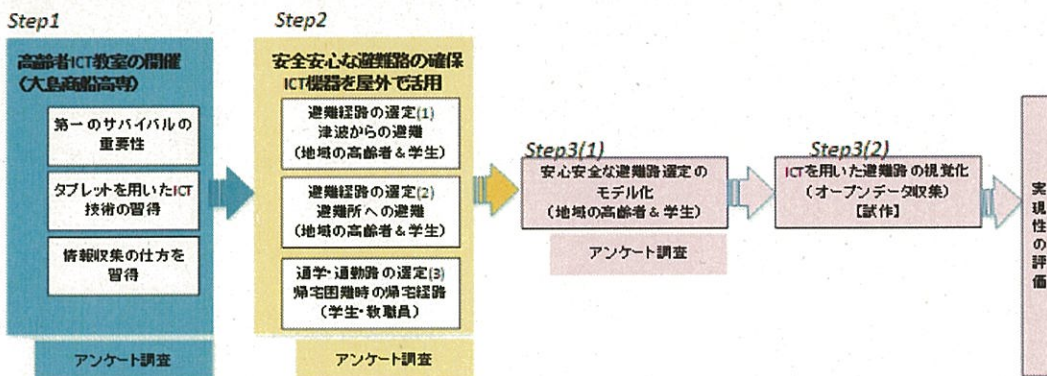 Step1
高齢者ICT教室の開催
(大島商船高専)
第一のサバイバルの
重要性
タブレットを用いたICT
技術の習得
情報収集の仕方を
習得
アンケート調査
Step2
安全安心な避難路の確保
ICT機器を屋外で活用
避難経路の選定(1)
津波からの避難
(地域の高齢者&学生)
避難経路の選定(2)
避難所への避難
(地域の高齢者&学生)
通学・通勤路の選定(3)
帰宅困難時の帰宅経路
(学生・教職員)
アンケート調査
Step3(1)
安心安全な避難路選定の
モデル化
(地域の高齢者&学生)
アンケート調査
Step3(2)
ICTを用いた避難路の視覚化
(オープンデータ収集)
【試作】
実現性の評価